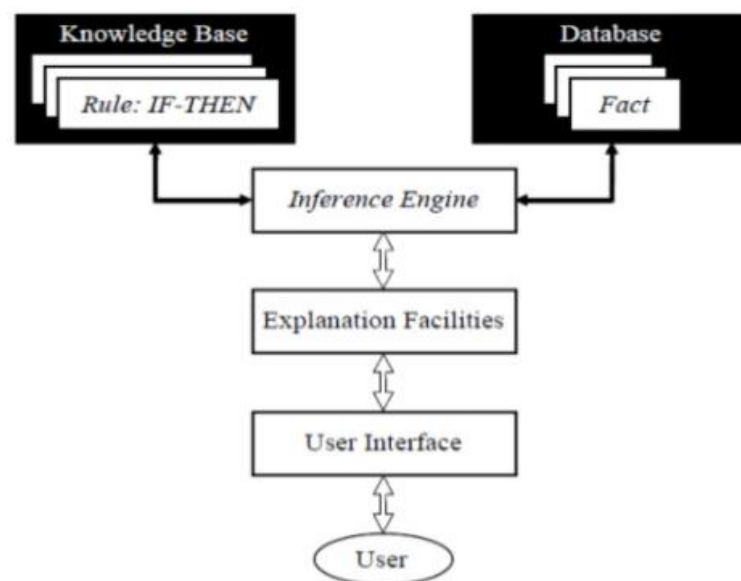 Knowledge Base
Database
Rule: IF-THEN
Fact
Inference Engine
Explanation Facilities
User Interface
User